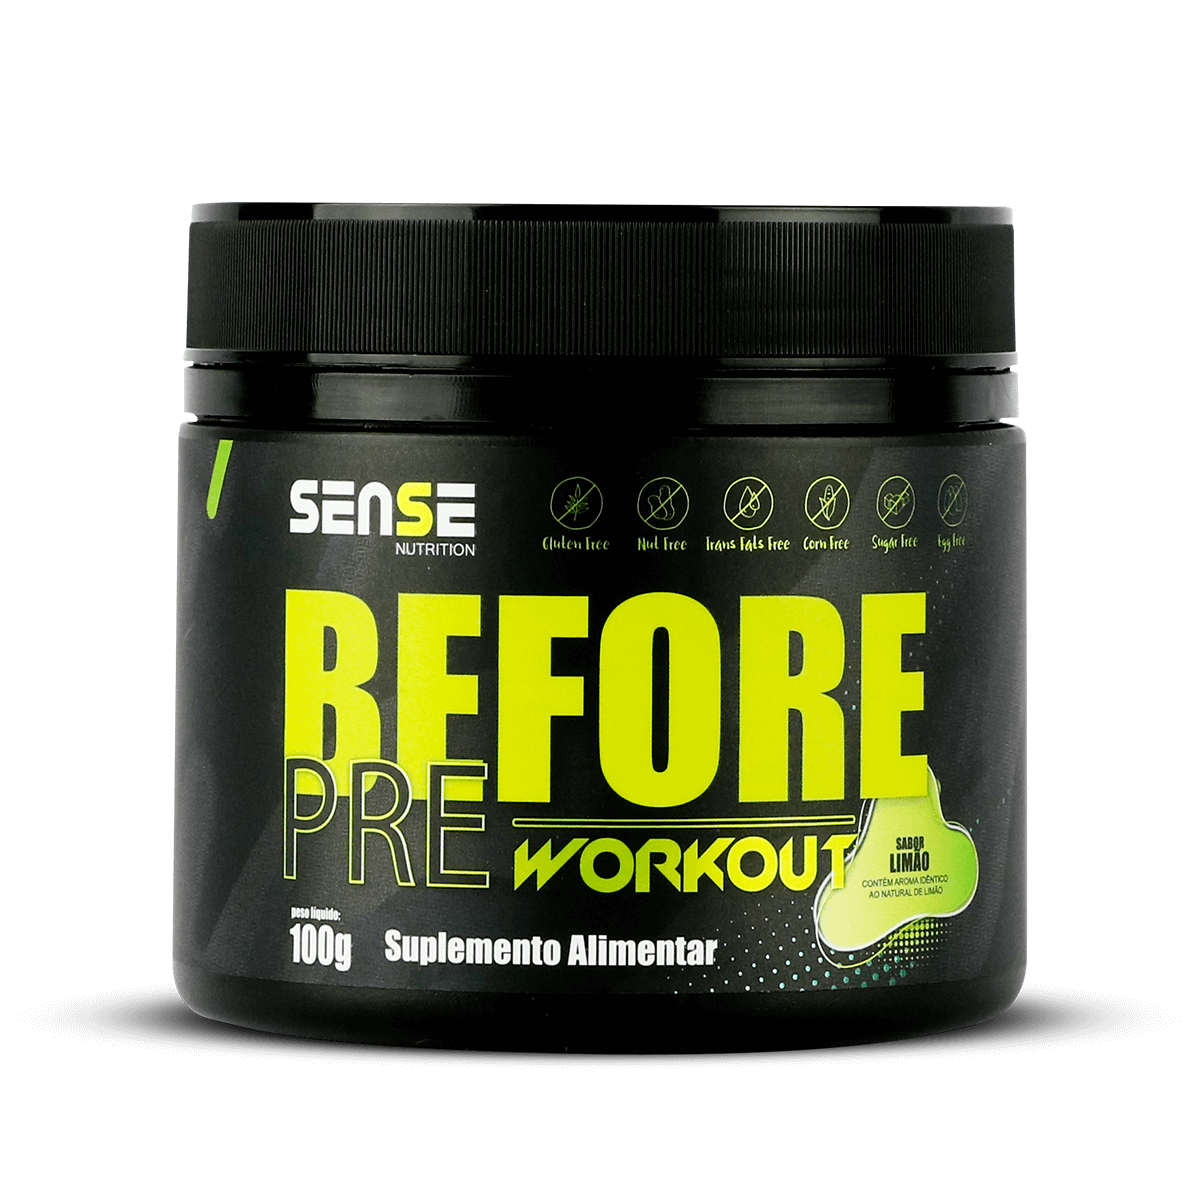 SENSE
NUTRITION
Gluten Free
Nut Free
Trans Fats Free
Corn Free
Sugar Free
Egg Free
BEFORE
PRE
WORKOUT
SABOR
LIMÃO
CONTÉM AROMA IDÊNTICO
AO NATURAL DE LIMÃO
peso líquido:
100g
Suplemento Alimentar